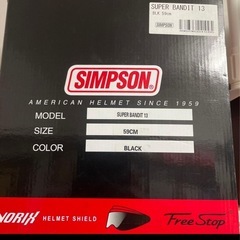 SUPER BANDIT 13
BLK 59cm
SIMPSON
SIMPSON
AMERICAN HELMET SINCE 1959
MODEL SUPER BANDIT 13
SIZE 59CM
COLOR BLACK
NORIX HELMET SHIELD Free Stop